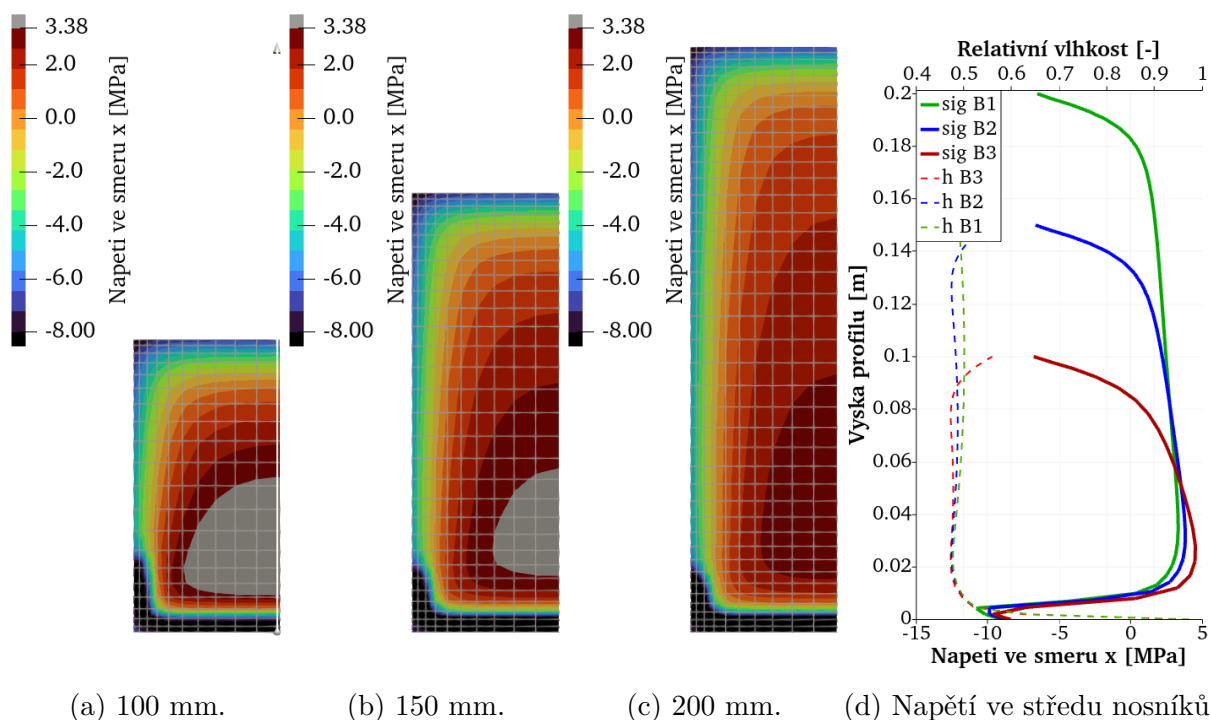 3.38
2.0
0.0
-2.0
-4.0
-6.0
-8.00
Napeti ve smeru x [MPa]
3.38
2.0
0.0
-2.0
-4.0
-6.0
-8.00
Napeti ve smeru x [MPa]
3.38
2.0
0.0
-2.0
-4.0
-6.0
-8.00
Napeti ve smeru x [MPa]
Relativní vlhkost [-]
0.4 0.5 0.6 0.7 0.8 0.9 1
sig B1
sig B2
sig B3
h B3
h B2
h B1
Vyska profilu [m]
0.2
0.18
0.16
0.14
0.12
0.1
0.08
0.06
0.04
0.02
0
-15 -10 -5 0 5
Napeti ve smeru x [MPa]
(a) 100 mm. (b) 150 mm. (c) 200 mm. (d) Napětí ve středu nosníků